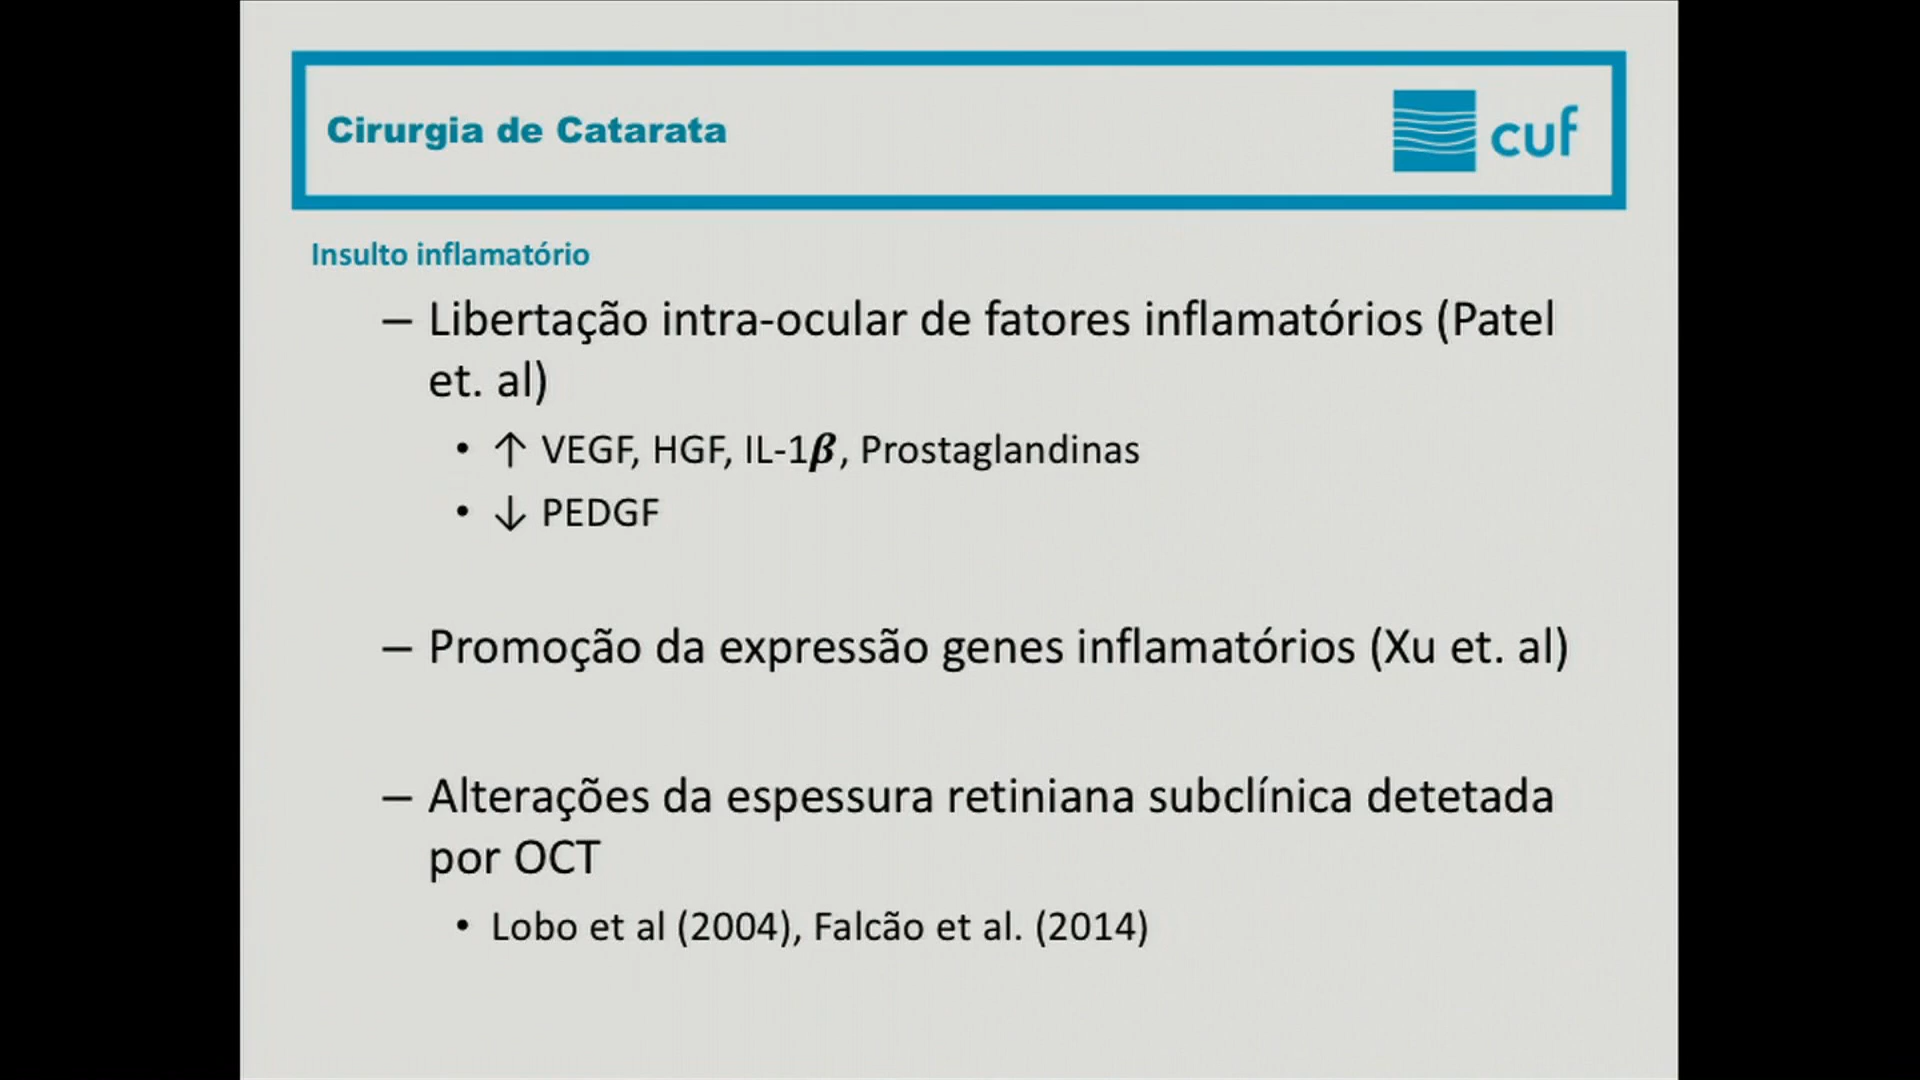 Cirurgia de Catarata
cuf
Insulto inflamatório
– Libertação intra-ocular de fatores inflamatórios (Patel
et. al)
• ↑ VEGF, HGF, IL-1β, Prostaglandinas
• ↓ PEDGF
– Promoção da expressão genes inflamatórios (Xu et. al)
– Alterações da espessura retiniana subclínica detetada
por OCT
• Lobo et al (2004), Falcão et al. (2014)